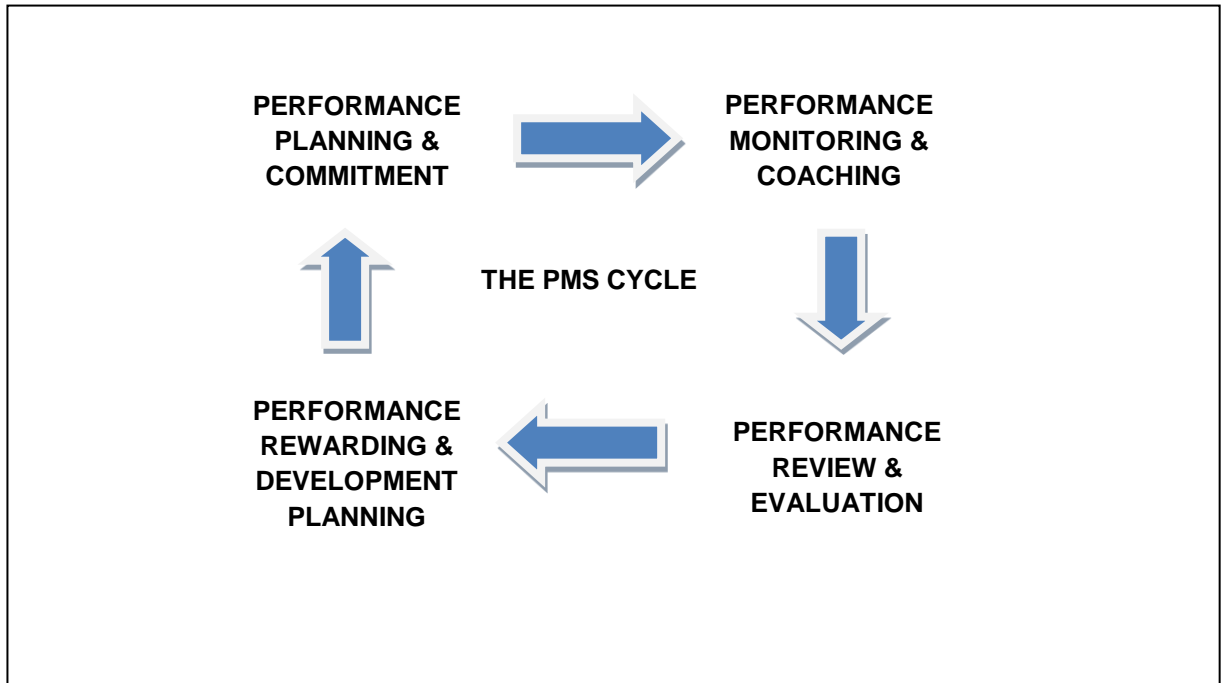 PERFORMANCE
PLANNING &
COMMITMENT
PERFORMANCE
MONITORING &
COACHING
THE PMS CYCLE
PERFORMANCE
REWARDING &
DEVELOPMENT
PLANNING
PERFORMANCE
REVIEW &
EVALUATION